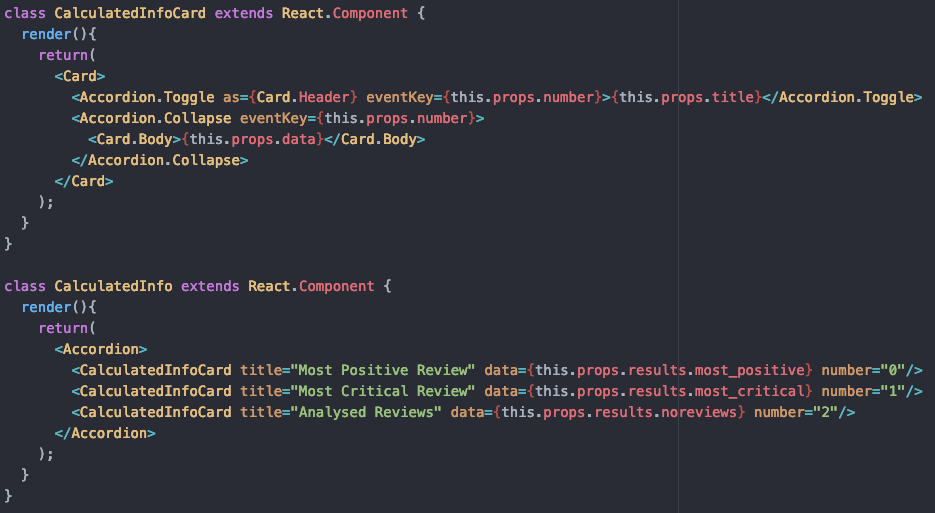 class CalculatedInfoCard extends React.Component {
  render(){
    return(
      <Card>
        <Accordion.Toggle as={Card.Header} eventKey={this.props.number}>{this.props.title}</Accordion.Toggle>
        <Accordion.Collapse eventKey={this.props.number}>
          <Card.Body>{this.props.data}</Card.Body>
        </Accordion.Collapse>
      </Card>
    );
  }
}

class CalculatedInfo extends React.Component {
  render(){
    return(
      <Accordion>
        <CalculatedInfoCard title="Most Positive Review" data={this.props.results.most_positive} number="0"/>
        <CalculatedInfoCard title="Most Critical Review" data={this.props.results.most_critical} number="1"/>
        <CalculatedInfoCard title="Analysed Reviews" data={this.props.results.noreviews} number="2"/>
      </Accordion>
    );
  }
}